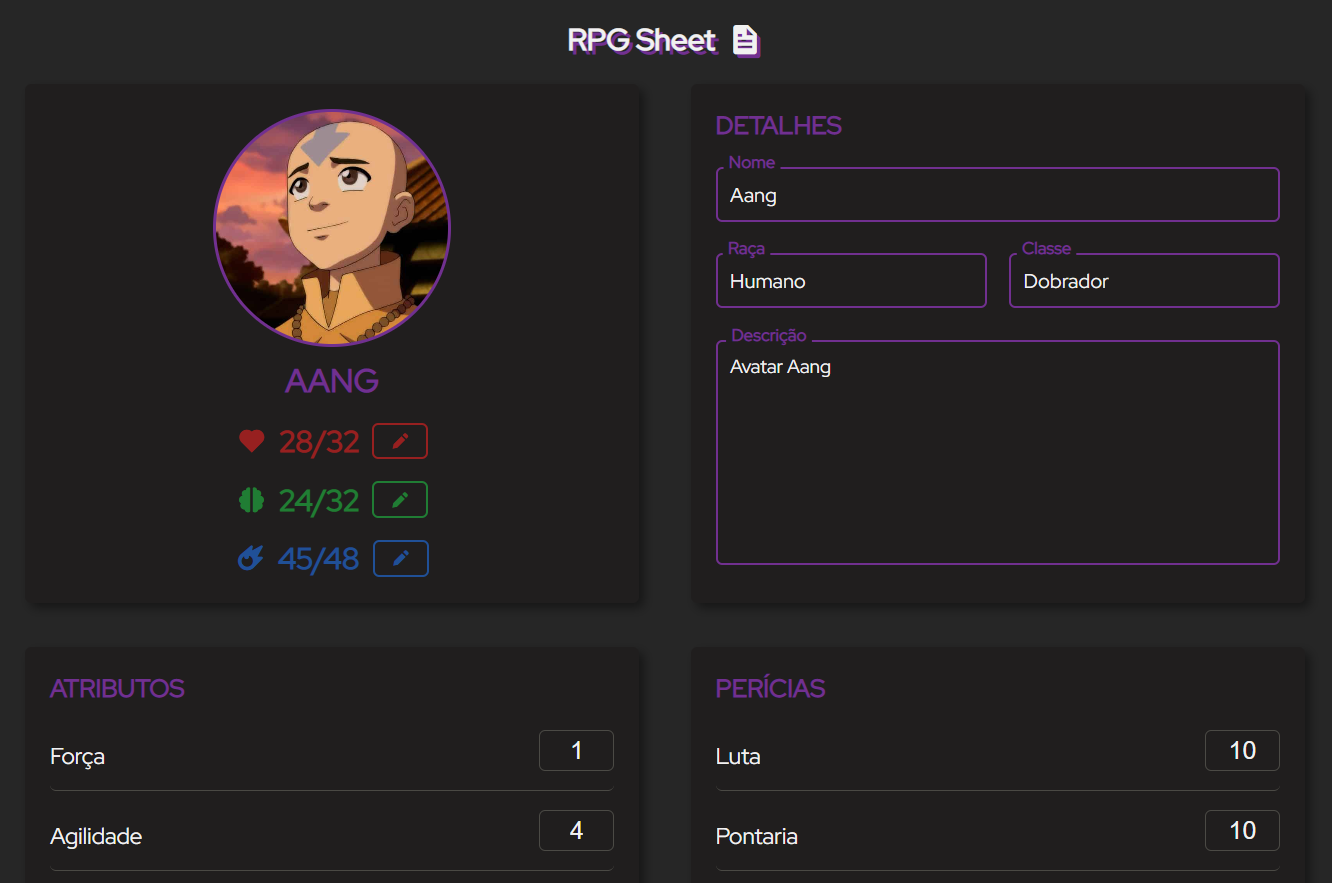 RPG Sheet
AANG
28/32
24/32
45/48
DETALHES
Nome
Aang
Raça
Humano
Classe
Dobrador
Descrição
Avatar Aang
ATRIBUTOS
Força 1
Agilidade 4
PERÍCIAS
Luta 10
Pontaria 10